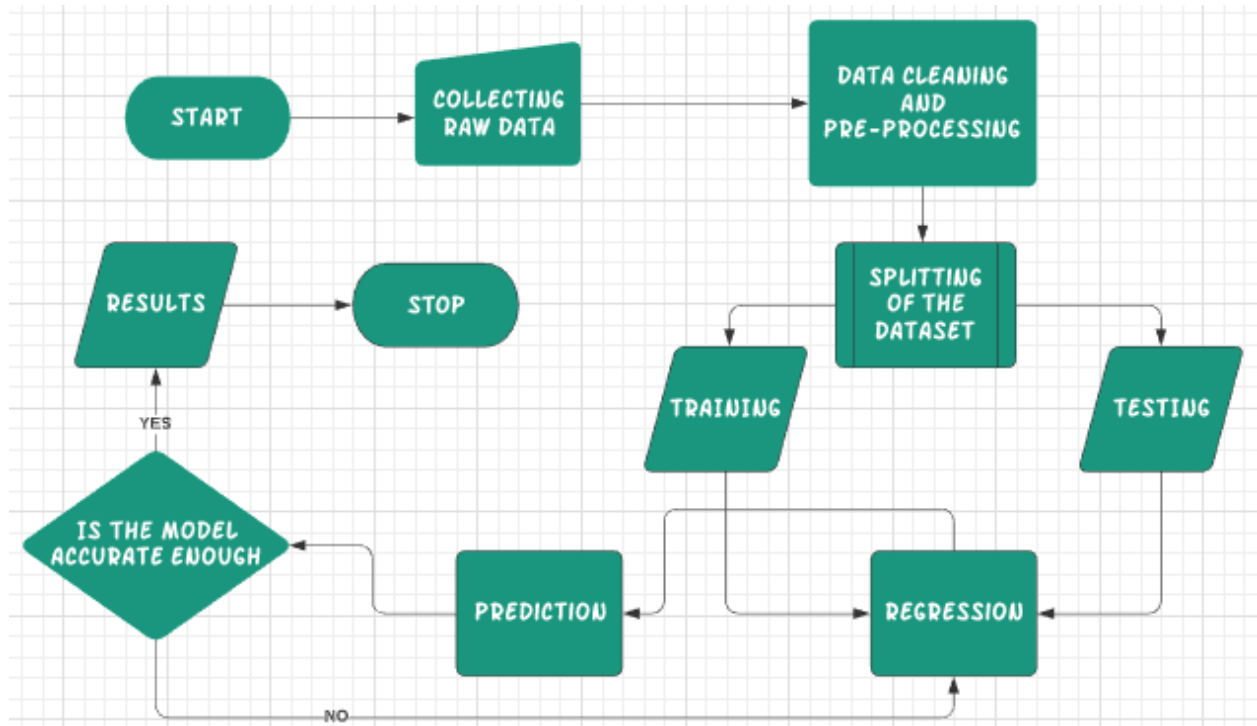 START
COLLECTING
RAW DATA
DATA CLEANING
AND
PRE-PROCESSING
SPLITTING
OF THE
DATASET
TRAINING
TESTING
REGRESSION
PREDICTION
IS THE MODEL
ACCURATE ENOUGH
YES
NO
RESULTS
STOP